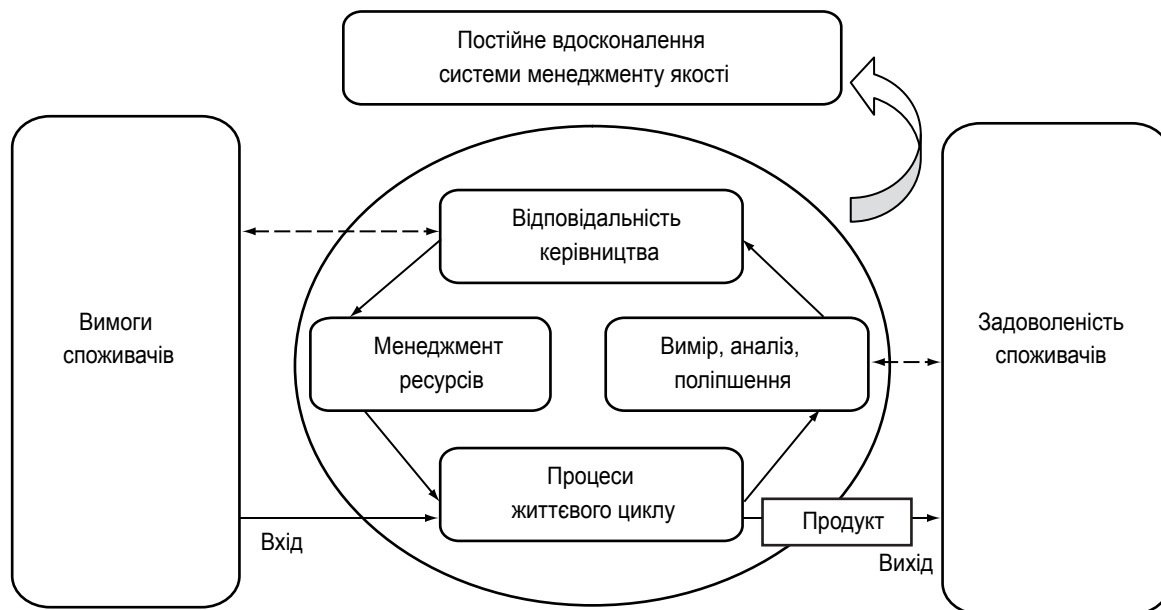 Постійне вдосконалення
системи менеджменту якості
Відповідальність
керівництва
Вимоги
споживачів
Менеджмент
ресурсів
Вимір, аналіз,
поліпшення
Задоволеність
споживачів
Процеси
життєвого циклу
Вхід
Продукт
Вихід